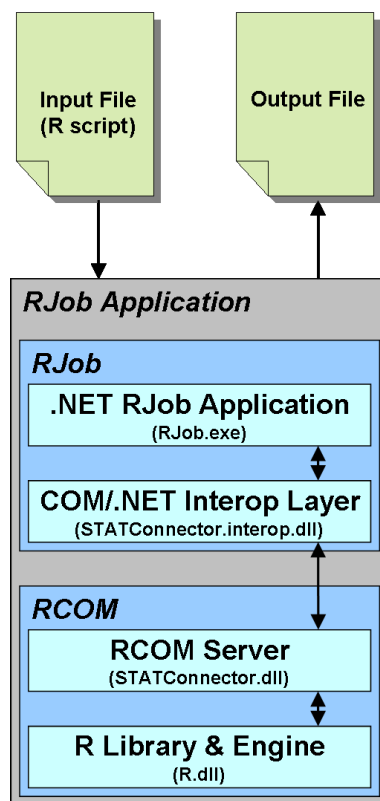 Input File
(R script)
Output File
RJob Application
RJob
.NET RJob Application
(RJob.exe)
COM/.NET Interop Layer
(STATConnector.interop.dll)
RCOM
RCOM Server
(STATConnector.dll)
R Library & Engine
(R.dll)